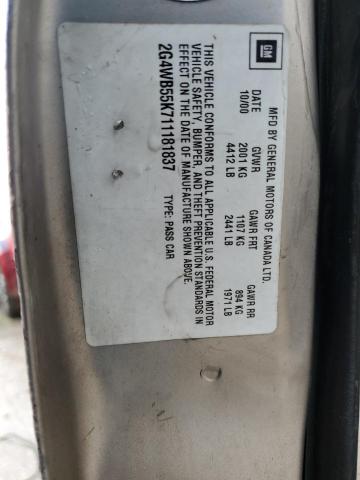 GM
MFD BY GENERAL MOTORS OF CANADA LTD.
DATE GVWR GAWR FRT GAWR RR
10/00 2001 KG 1107 KG 894 KG
4412 LB 2441 LB 1971 LB
THIS VEHICLE CONFORMS TO ALL APPLICABLE U.S. FEDERAL MOTOR
VEHICLE SAFETY, BUMPER, AND THEFT PREVENTION STANDARDS IN
EFFECT ON THE DATE OF MANUFACTURE SHOWN ABOVE.
2G4WB55K711181837 TYPE: PASS CAR